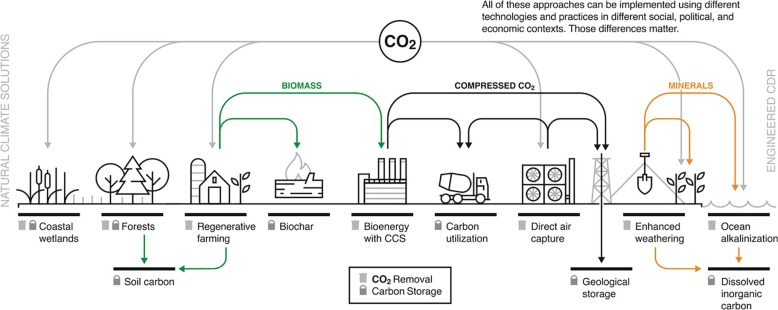 All of these approaches can be implemented using different
technologies and practices in different social, political, and
economic contexts. Those differences matter.
CO2
NATURAL CLIMATE SOLUTIONS
ENGINEERED CDR
BIOMASS
COMPRESSED CO2
MINERALS
Coastal
wetlands
Forests
Regenerative
farming
Biochar
Bioenergy
with CCS
Carbon
utilization
Direct air
capture
Enhanced
weathering
Ocean
alkalinization
Soil carbon
CO2 Removal
Carbon Storage
Geological
storage
Dissolved
inorganic
carbon